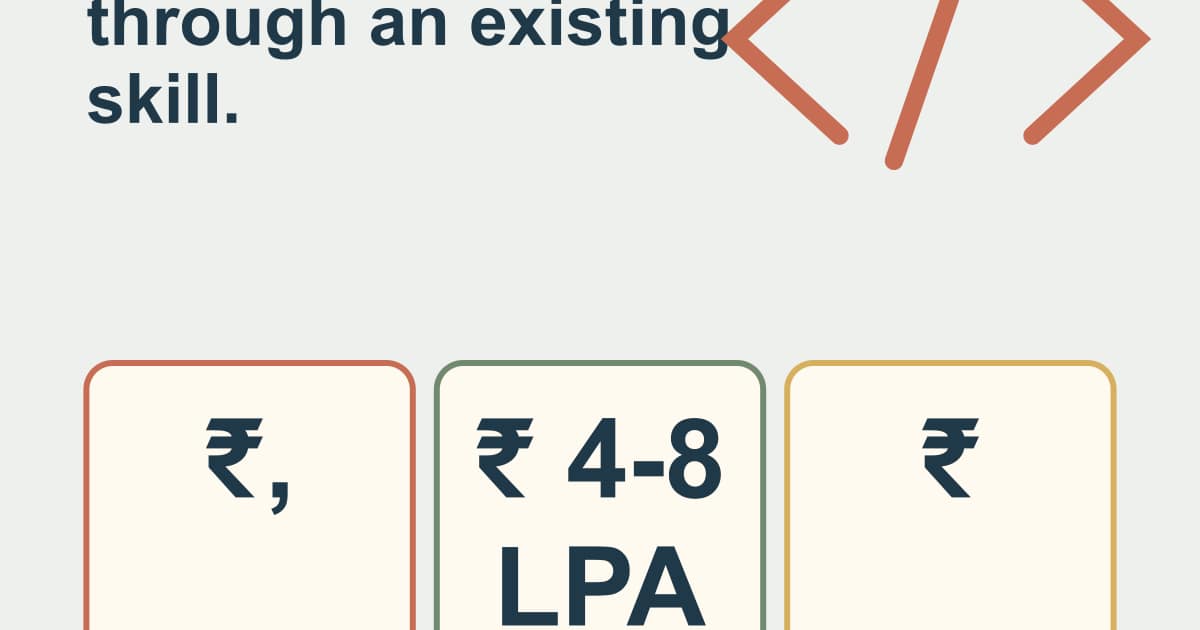 through an existing
skill.
₹,
₹ 4-8
LPA
₹